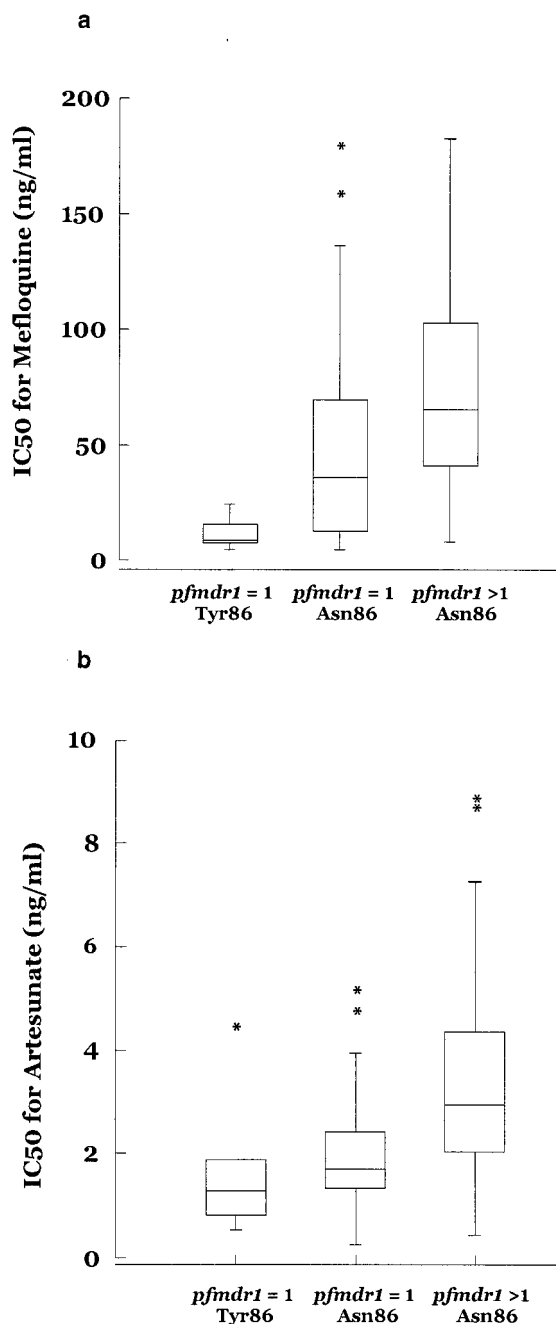 a
IC50 for Mefloquine (ng/ml)
200
150
100
50
0
pfmdr1 = 1 pfmdr1 = 1 pfmdr1 >1
Tyr86 Asn86 Asn86
b
IC50 for Artesunate (ng/ml)
10
8
6
4
2
0
pfmdr1 = 1 pfmdr1 = 1 pfmdr1 >1
Tyr86 Asn86 Asn86